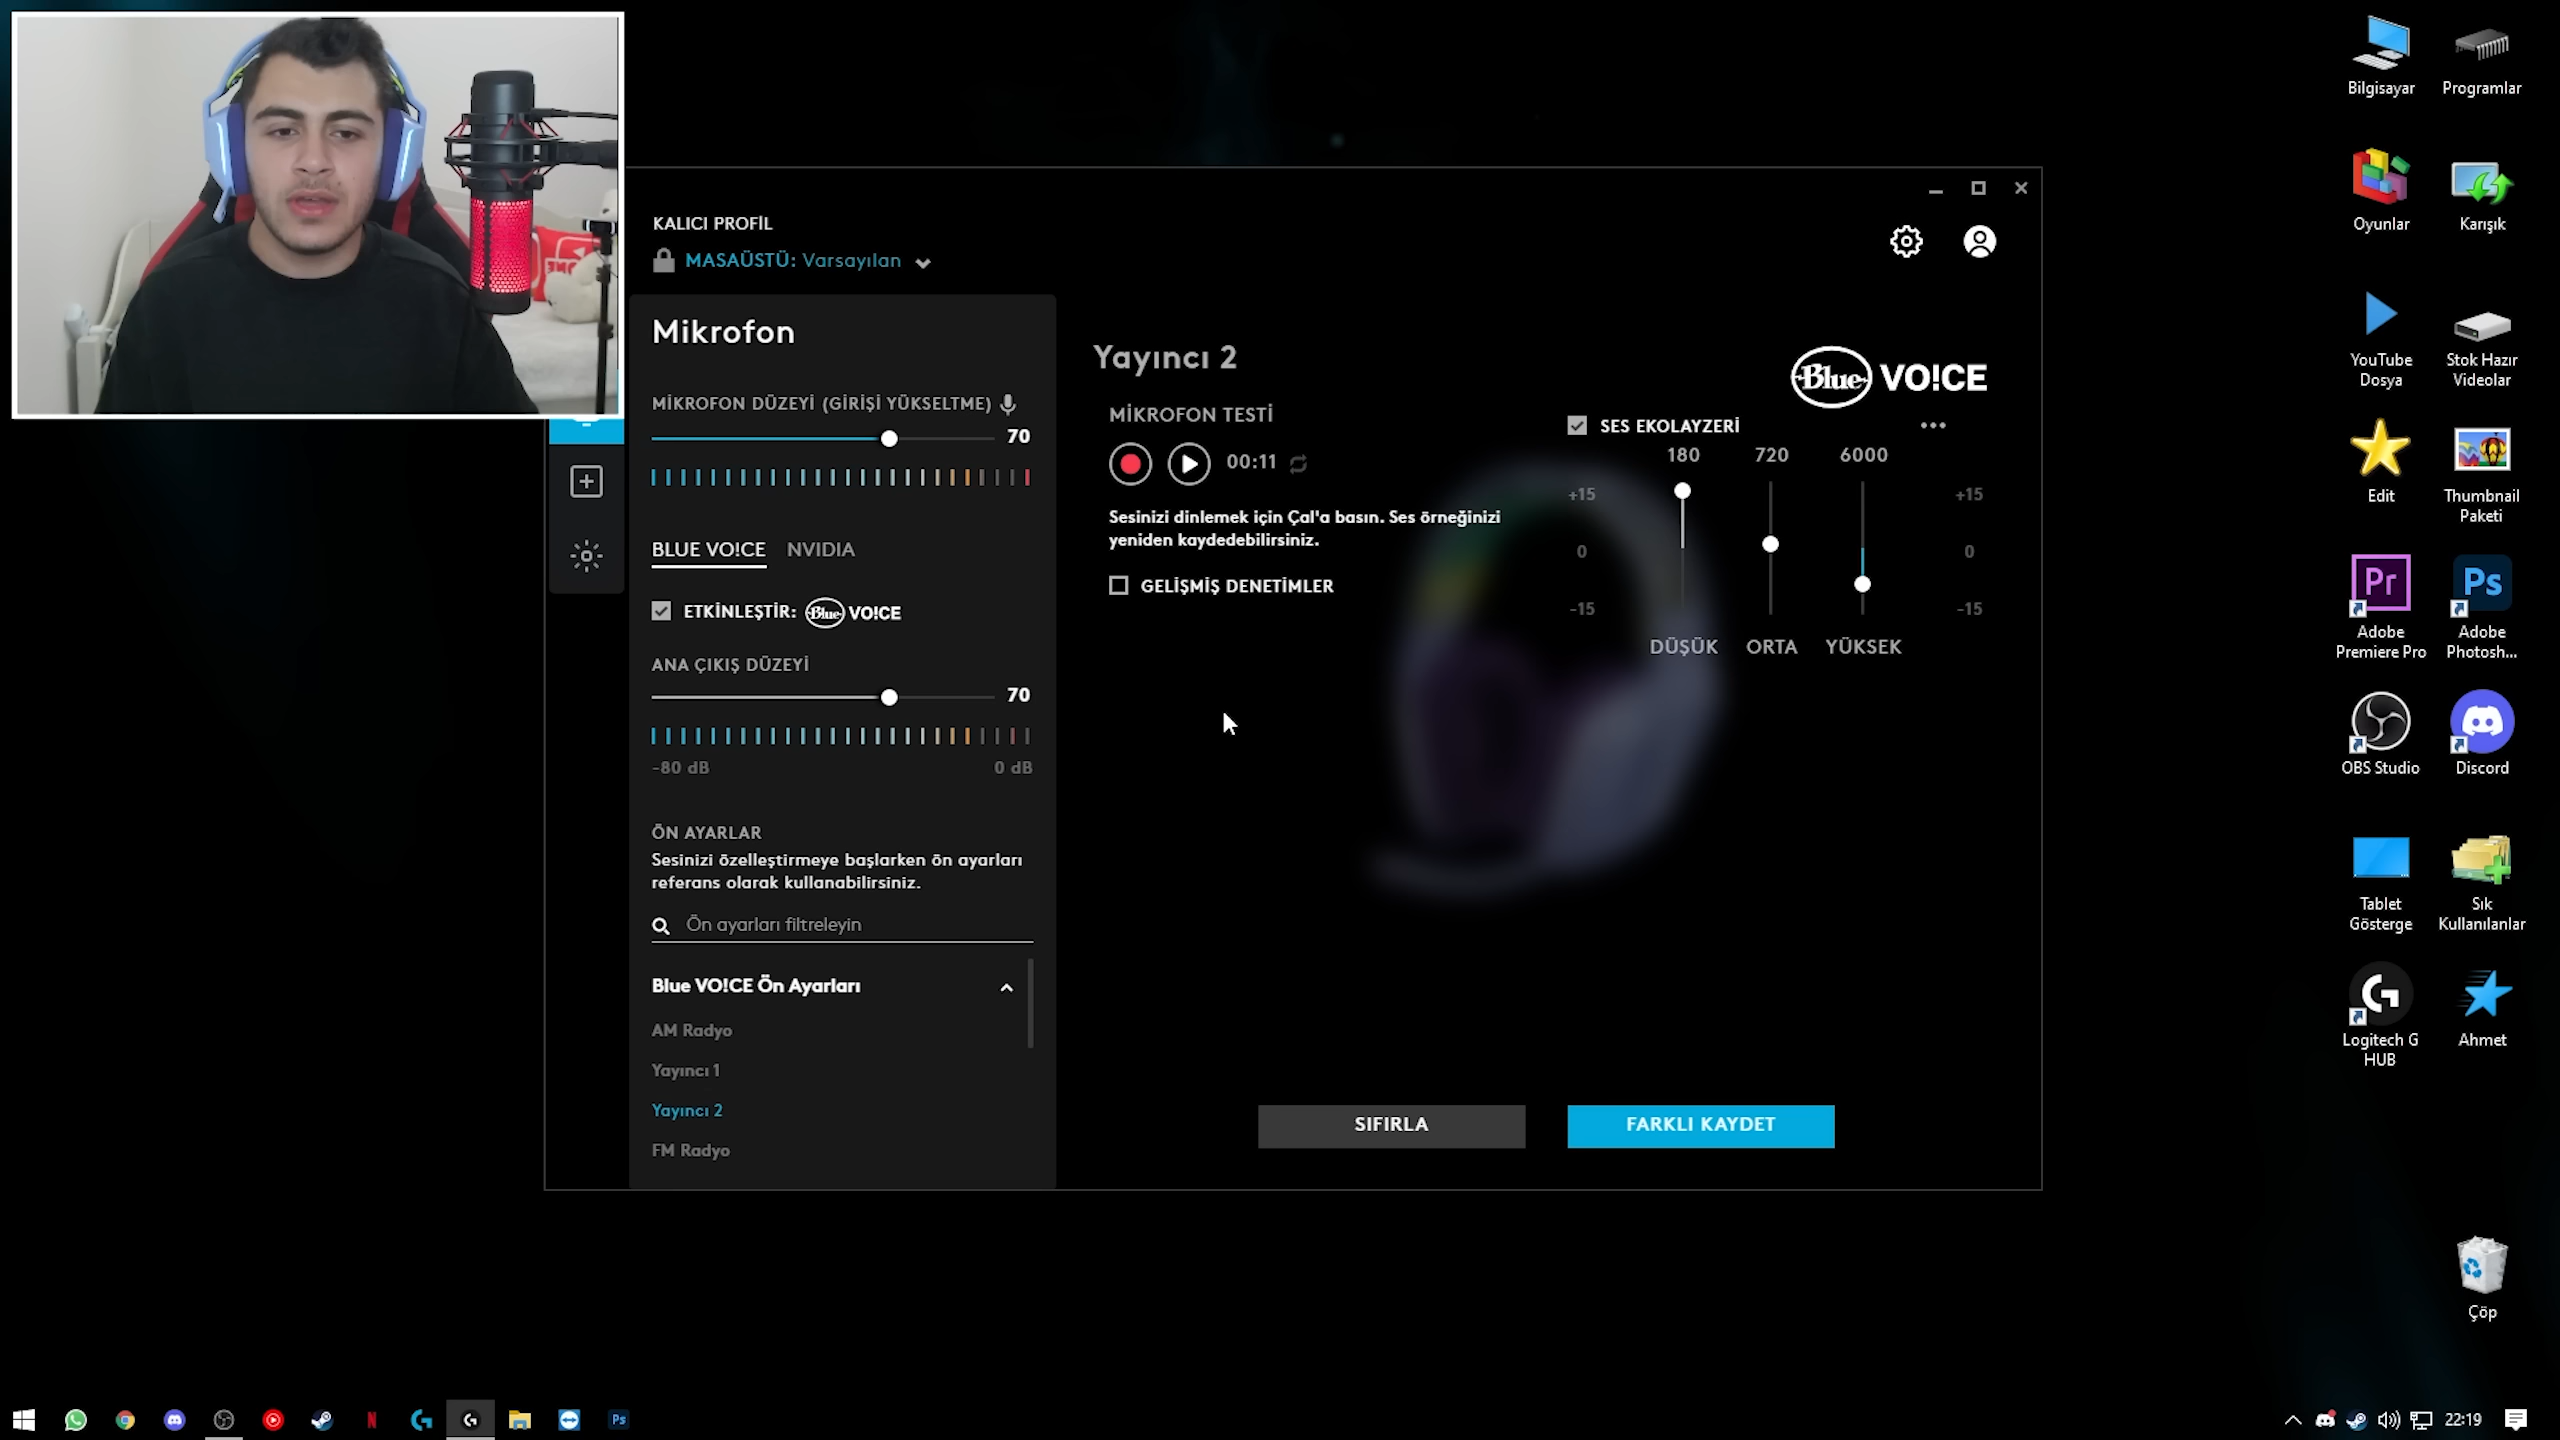 KALICI PROFİL
MASAÜSTÜ: Varsayılan
Mikrofon
MİKROFON DÜZEYİ (GİRİŞİ YÜKSELTME)
70
BLUE VO!CE NVIDIA
ETKİNLEŞTİR: Blue VO!CE
ANA ÇIKIŞ DÜZEYİ
70
-80 dB 0 dB
ÖN AYARLAR
Sesinizi özelleştirmeye başlarken ön ayarları
referans olarak kullanabilirsiniz.
Ön ayarları filtreleyin
Blue VO!CE Ön Ayarları
AM Radyo
Yayıncı 1
Yayıncı 2
FM Radyo
Yayıncı 2
Blue VO!CE
MİKROFON TESTİ
00:11
Sesinizi dinlemek için Çal'a basın. Ses örneğinizi
yeniden kaydedebilirsiniz.
GELİŞMİŞ DENETİMLER
SES EKOLAYZERİ
180 720 6000
+15 +15
0 0
-15 -15
DÜŞÜK ORTA YÜKSEK
SIFIRLA FARKLI KAYDET
Bilgisayar
Programlar
Oyunlar
Karışık
YouTube
Dosya
Stok Hazır
Videolar
Edit
Thumbnail
Paketi
Pr
Adobe
Premiere Pro
Ps
Adobe
Photosh...
OBS Studio
Discord
Tablet
Gösterge
Sık
Kullanılanlar
Logitech G
HUB
Ahmet
Çöp
Ps
22:19